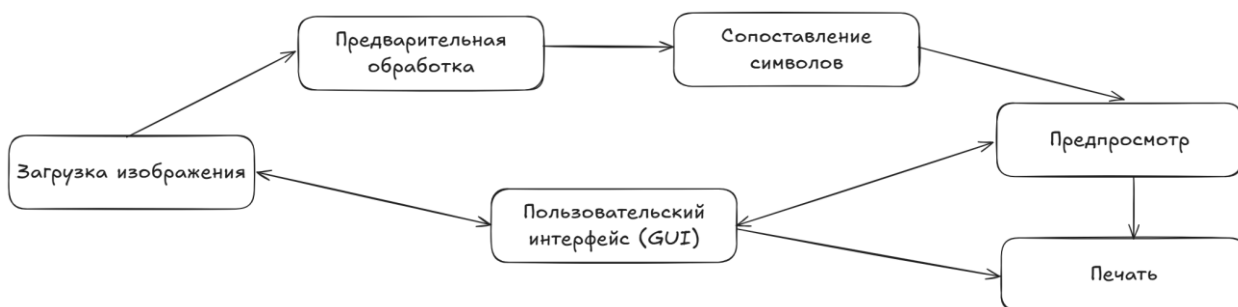 Предварительная
обработка
Сопоставление
символов
Загрузка изображения
Предпросмотр
Пользовательский
интерфейс (GUI)
Печать